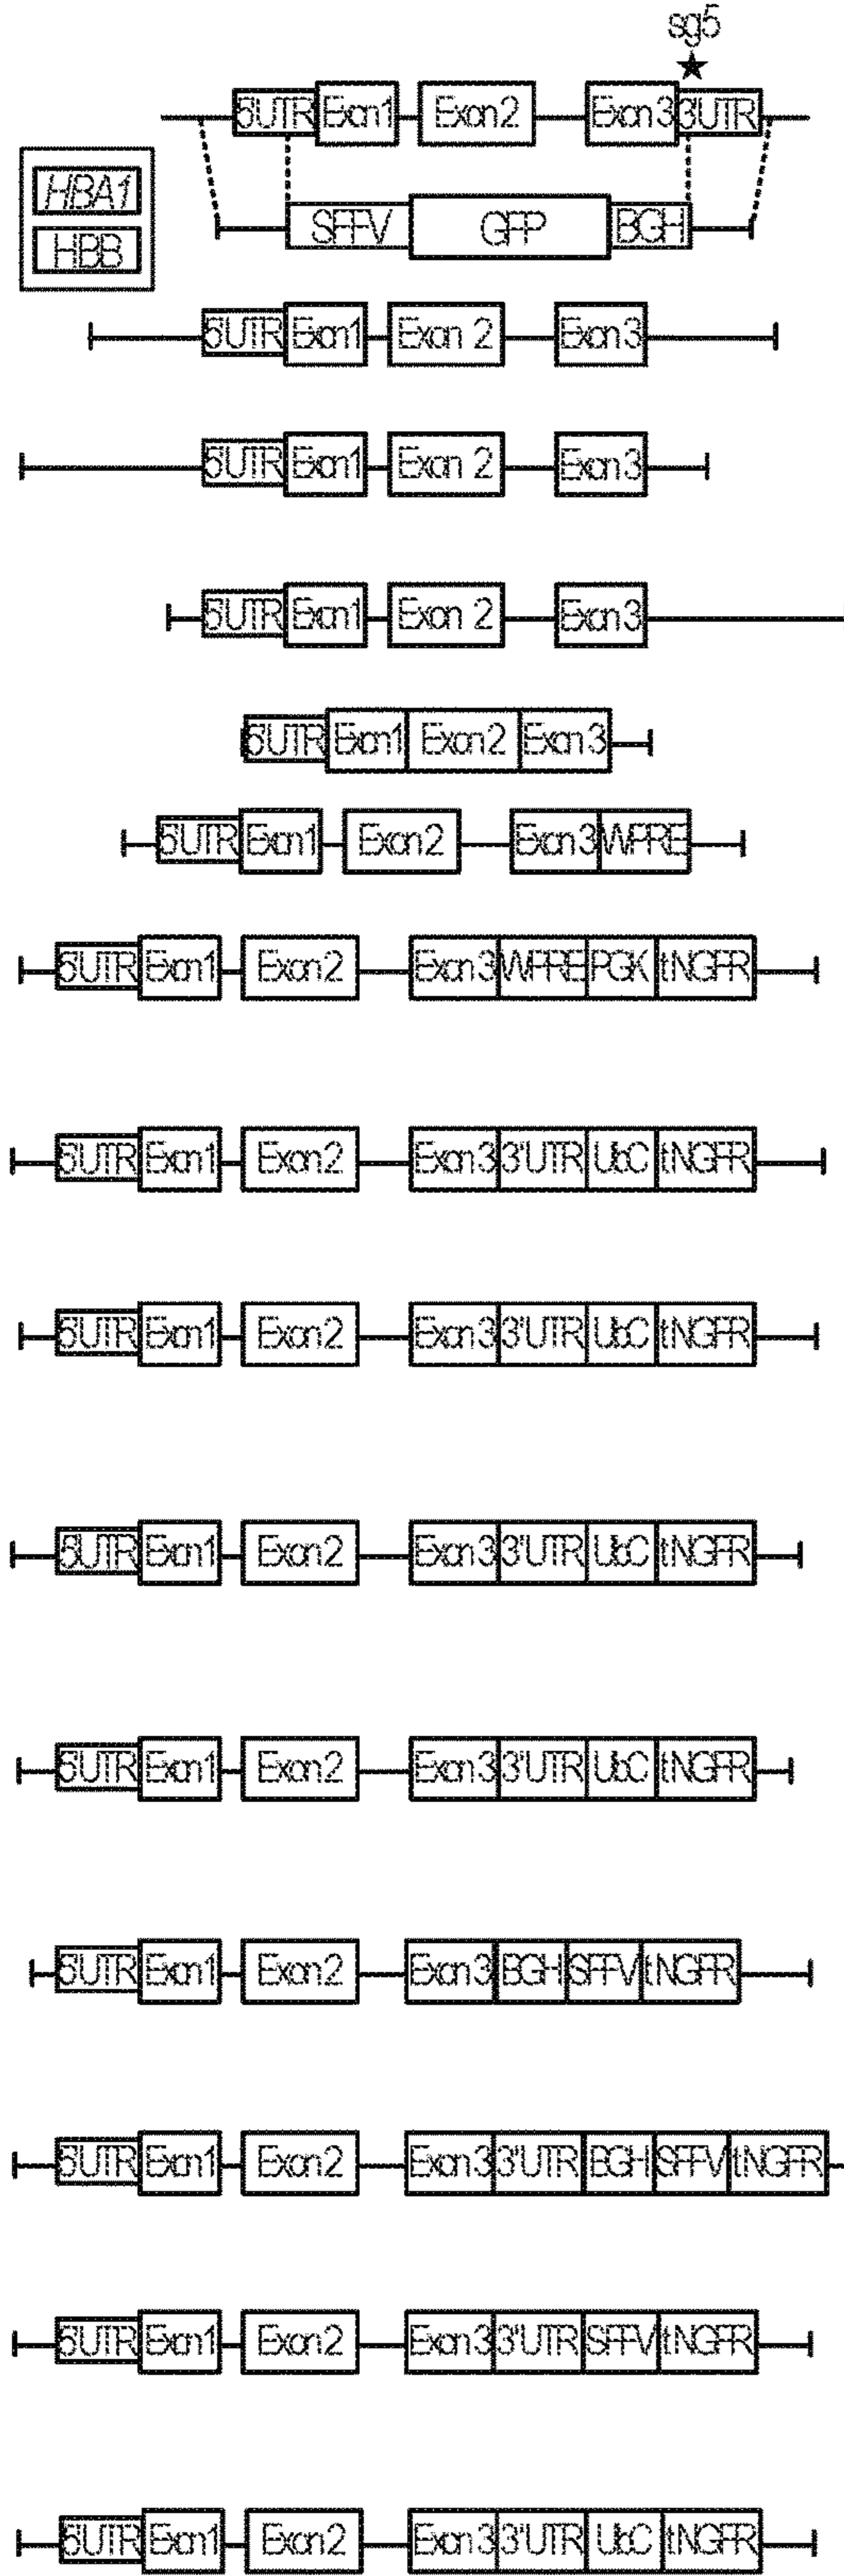 sg5
5'UTR Exon1 Exon2 Exon3 3'UTR
HBA1
SFFV GFP BGH
HBB
5'UTR Exon1 Exon 2 Exon3
5'UTR Exon1 Exon 2 Exon3
5'UTR Exon1 Exon 2 Exon3
5'UTR Exon1 Exon2 Exon3
5'UTR Exon1 Exon2 Exon3 WPRE
5'UTR Exon1 Exon2 Exon3 WPRE PGK tNGFR
5'UTR Exon1 Exon2 Exon3 3'UTR UbC tNGFR
5'UTR Exon1 Exon2 Exon3 3'UTR UbC tNGFR
5'UTR Exon1 Exon2 Exon3 3'UTR UbC tNGFR
5'UTR Exon1 Exon2 Exon3 3'UTR UbC tNGFR
5'UTR Exon1 Exon2 Exon3 BGH SFFV tNGFR
5'UTR Exon1 Exon2 Exon3 3'UTR BGH SFFV tNGFR
5'UTR Exon1 Exon2 Exon3 3'UTR SFFV tNGFR
5'UTR Exon1 Exon2 Exon3 3'UTR UbC tNGFR